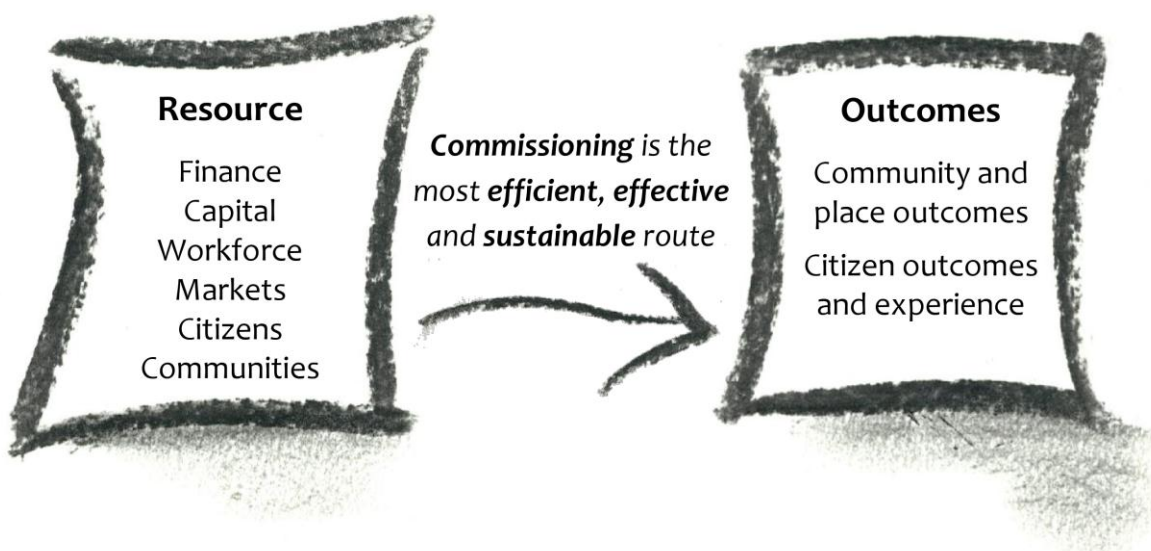 Resource
Finance
Capital
Workforce
Markets
Citizens
Communities
Commissioning is the
most efficient, effective
and sustainable route
Outcomes
Community and
place outcomes
Citizen outcomes
and experience